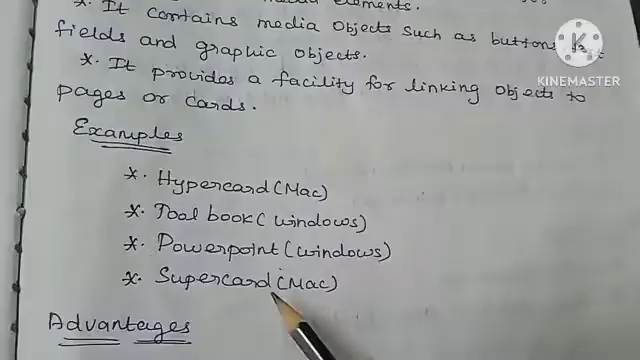 elements.
*. It contains media objects such as buttons
fields and graphic objects.
*. It provides a facility for linking objects to
pages or cards.
Examples
*. Hypercard (Mac)
*. Tool book (windows)
*. Powerpoint (windows)
*. Supercard (Mac)
Advantages
K
KINEMASTER